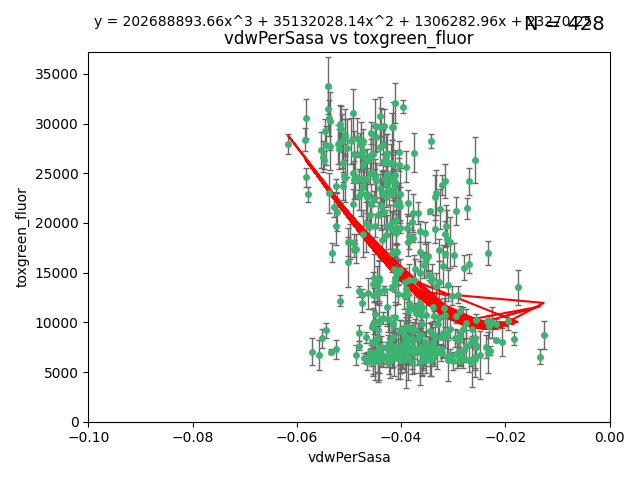 y = 202688893.66x^3 + 35132028.14x^2 + 1306282.96x +
N = 428
vdwPerSasa vs toxgreen_fluor
toxgreen_fluor
35000
30000
25000
20000
15000
10000
5000
0
−0.10
−0.08
−0.06
−0.04
−0.02
0.00
vdwPerSasa